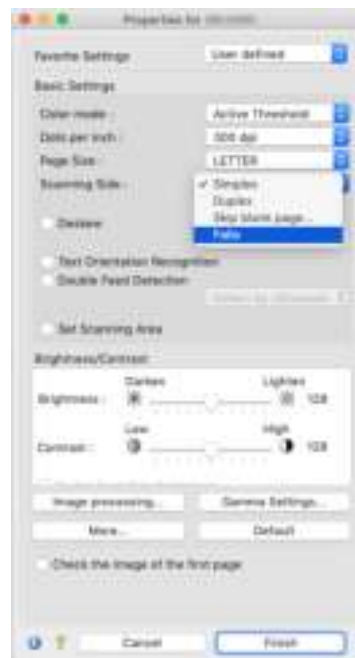 Properties for
Favorite Settings User defined
Basic Settings
Color mode: Active Threshold
Dots per inch: 300 dpi
Page Size: LETTER
Scanning Side: ✓ Simplex
Duplex
Skip blank page...
Folio
Deskew
Text Orientation Recognition
Double Feed Detection
Set Scanning Area
Brightness/Contrast
Darken Lighten
Brightness: 128
Low High
Contrast: 128
Image processing... Gamma Settings...
More... Default
Check the image of the first page
? Cancel Finish